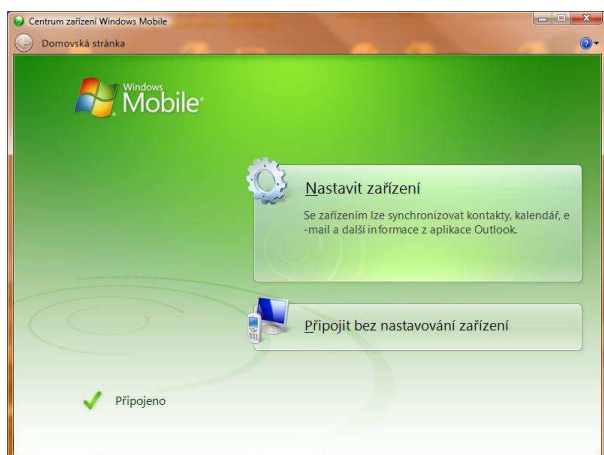 Centrum zařízení Windows Mobile
Domovská stránka
Windows
Mobile
Nastavit zařízení
Se zařízením lze synchronizovat kontakty, kalendář, e
-mail a další informace z aplikace Outlook.
Připojit bez nastavování zařízení
Připojeno